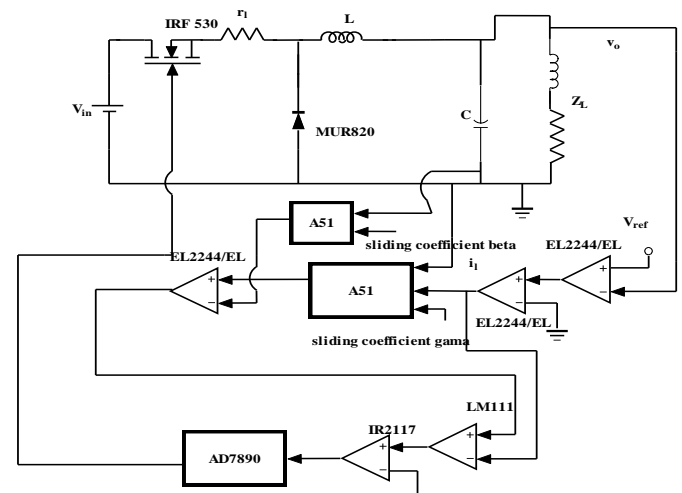 IRF 530
r1
L
vo
Vin
MUR820
C
ZL
A51
sliding coefficient beta
Vref
EL2244/EL
EL2244/EL
i1
+
−
A51
+
−
+
−
EL2244/EL
sliding coefficient gama
LM111
IR2117
+
−
+
−
AD7890